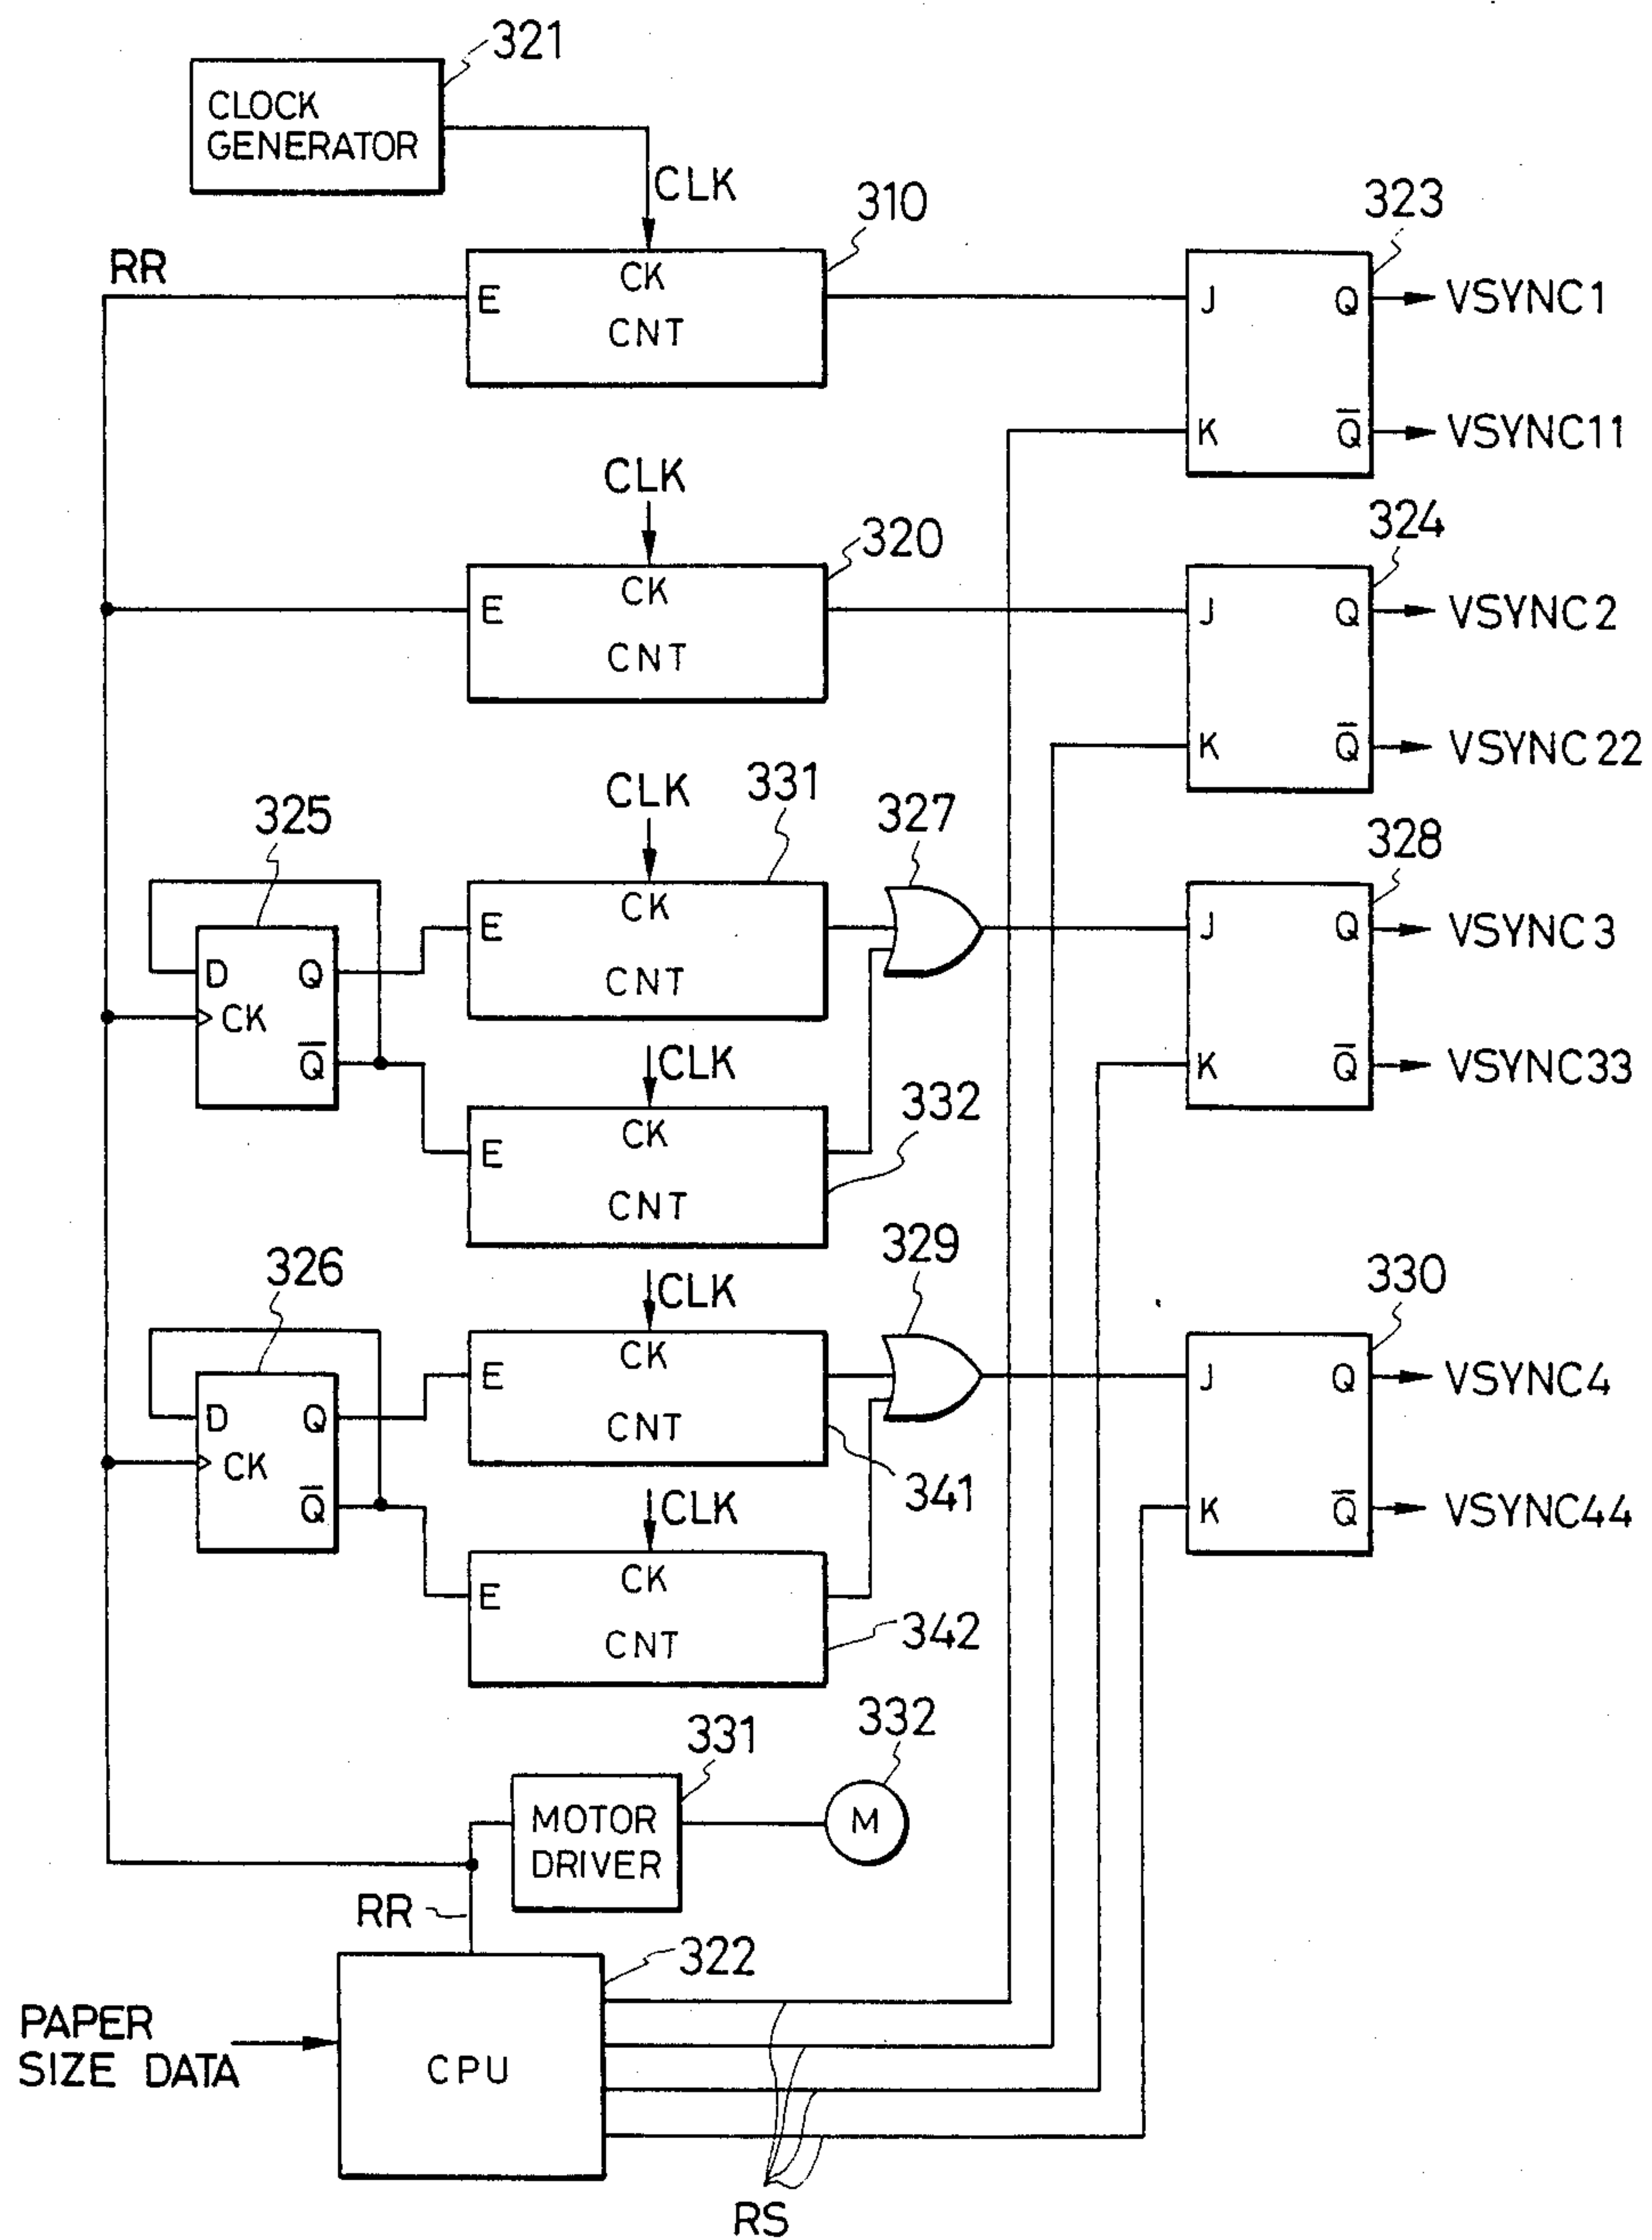 321
CLOCK
GENERATOR
CLK
310
323
RR
CK
E
CNT
J
Q
VSYNC1
K
Q̅
VSYNC11
CLK
320
324
CK
E
CNT
J
Q
VSYNC2
K
Q̅
VSYNC22
CLK
331
327
325
328
CK
E
CNT
J
Q
VSYNC3
D
Q
CK
Q̅
K
Q̅
VSYNC33
CLK
332
CK
E
CNT
329
326
330
CLK
CK
E
CNT
J
Q
VSYNC4
D
Q
CK
Q̅
341
K
Q̅
VSYNC44
CLK
CK
E
CNT
342
331
332
MOTOR
DRIVER
M
RR
322
PAPER
SIZE DATA
CPU
RS